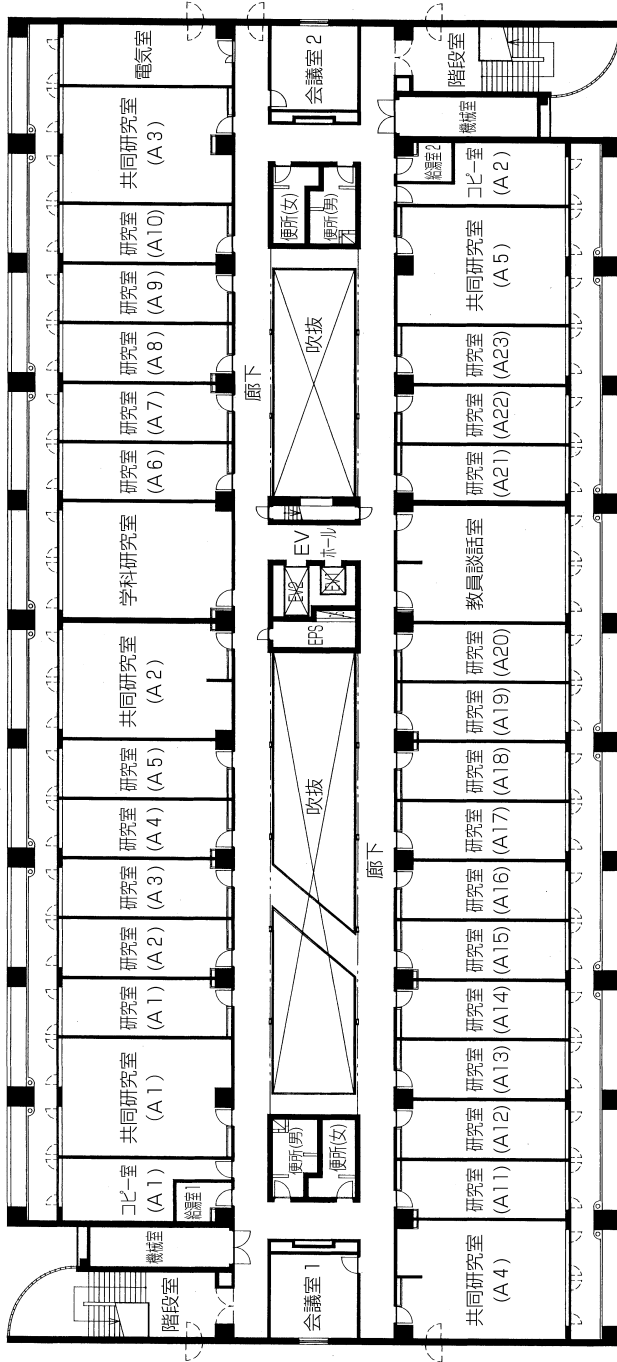 電気室
共同研究室
(A3)
研究室
(A10)
研究室
(A9)
研究室
(A8)
研究室
(A7)
研究室
(A6)
学科研究室
共同研究室
(A2)
研究室
(A5)
研究室
(A4)
研究室
(A3)
研究室
(A2)
研究室
(A1)
共同研究室
(A1)
コピー室
(A1)
給湯室1
機械室
階段室
会議室2
便所(女)
便所(男)
吹抜
廊下
EV
ホール
EV2
EV1
EPS
吹抜
廊下
便所(男)
便所(女)
会議室1
階段室
機械室
給湯室2
コピー室
(A2)
共同研究室
(A5)
研究室
(A23)
研究室
(A22)
研究室
(A21)
教員談話室
研究室
(A20)
研究室
(A19)
研究室
(A18)
研究室
(A17)
研究室
(A16)
研究室
(A15)
研究室
(A14)
研究室
(A13)
研究室
(A12)
研究室
(A11)
共同研究室
(A4)